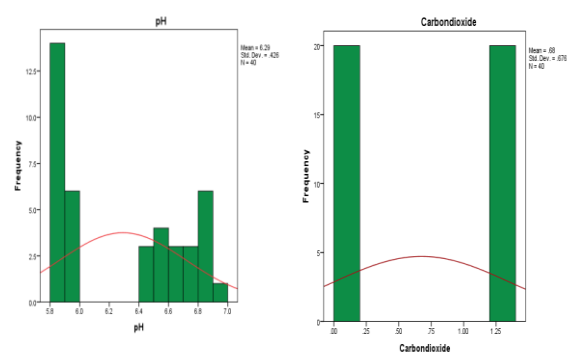 pH
Mean = 6.29
Std. Dev. = .426
N = 40
Frequency
12.5
10.0
7.5
5.0
2.5
0.0
5.8 6.0 6.2 6.4 6.6 6.8 7.0
pH
Carbondioxide
Mean = .68
Std. Dev. = .676
N = 40
Frequency
20
15
10
5
0
.00 .25 .50 .75 1.00 1.25
Carbondioxide